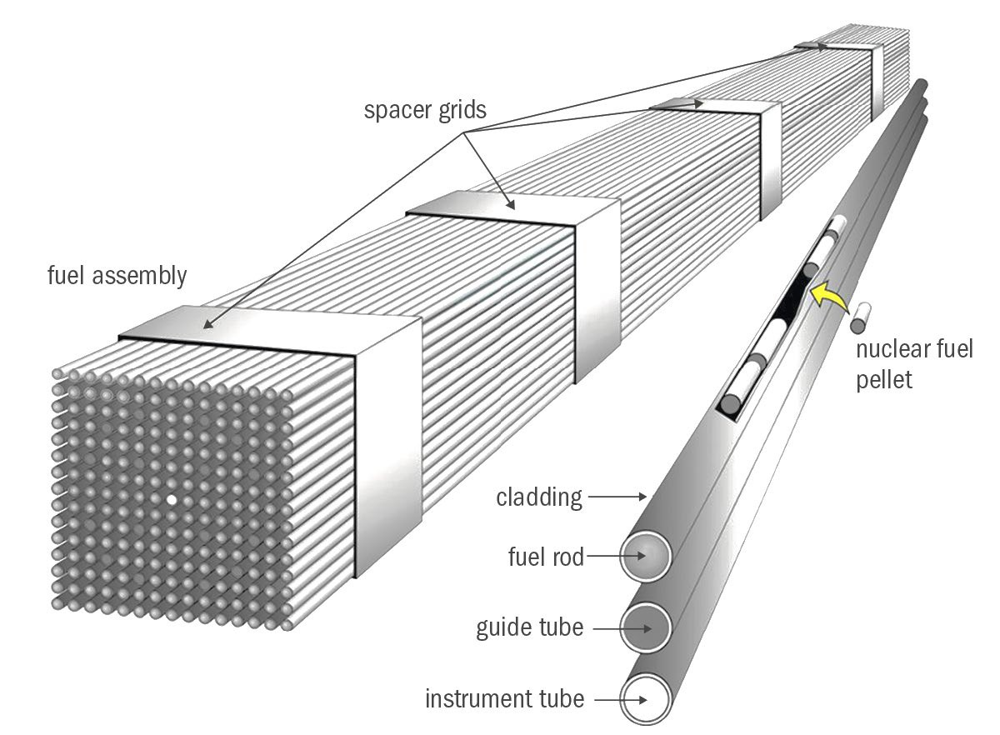 spacer grids
fuel assembly
nuclear fuel
pellet
cladding
fuel rod
guide tube
instrument tube